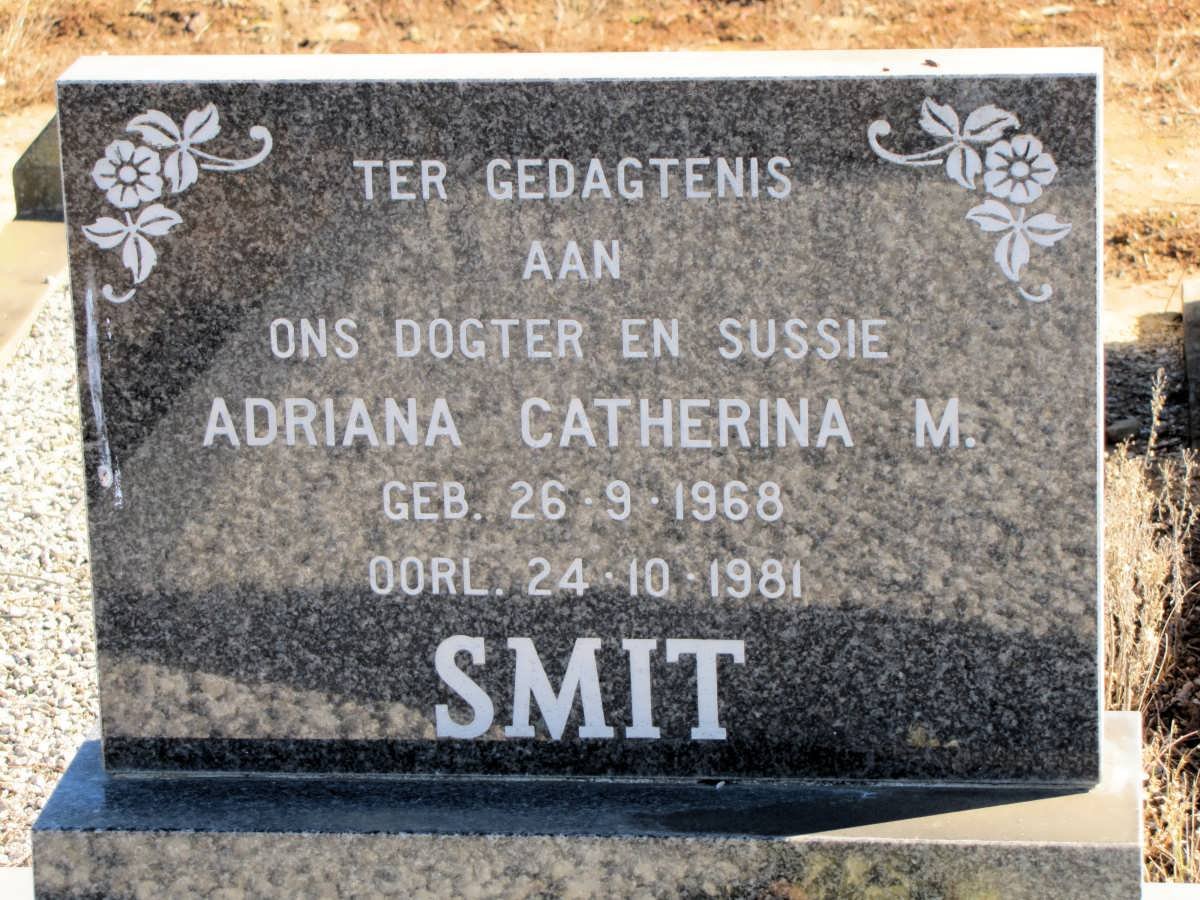 TER GEDAGTENIS
AAN
ONS DOGTER EN SUSSIE
ADRIANA CATHERINA M.
GEB. 26·9·1968
OORL. 24·10·1981
SMIT